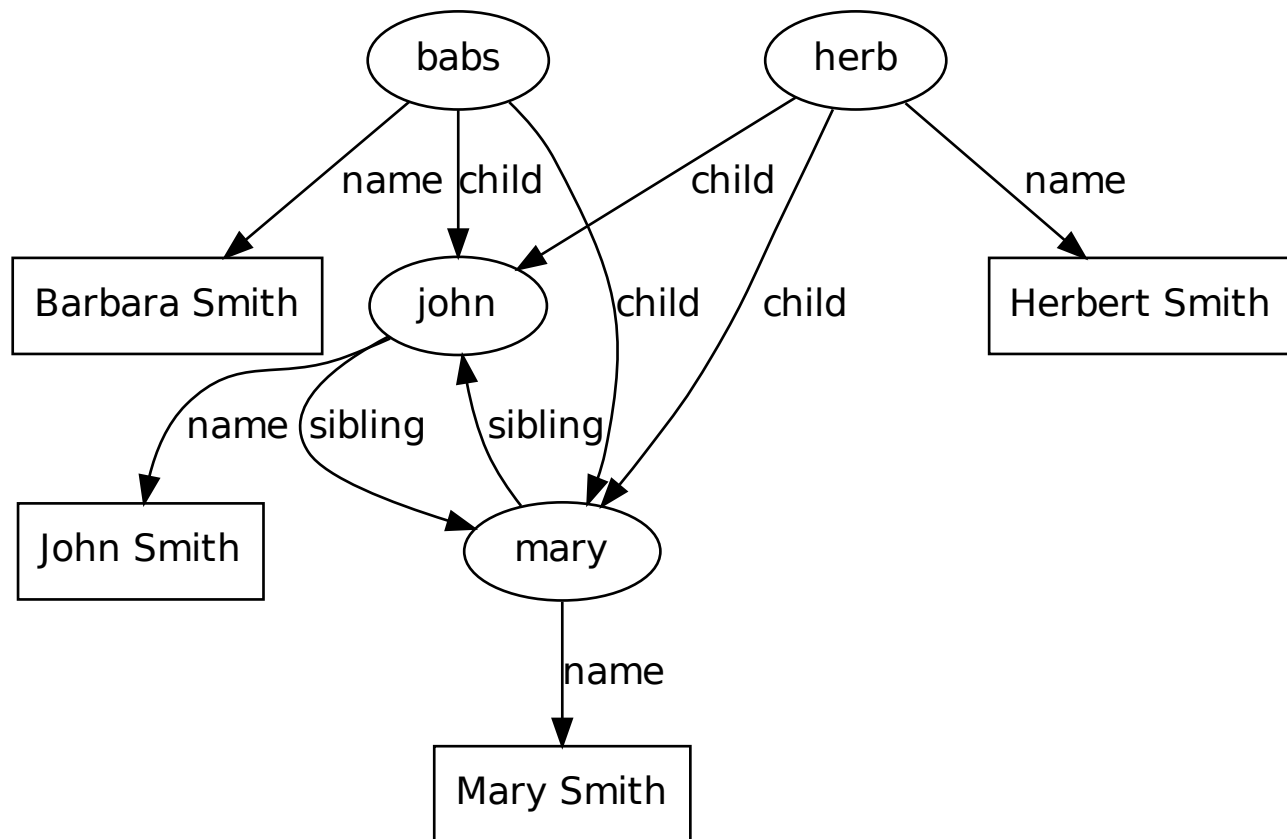 babs
herb
name
child
child
name
Barbara Smith
john
child
child
Herbert Smith
name
sibling
sibling
John Smith
mary
name
Mary Smith